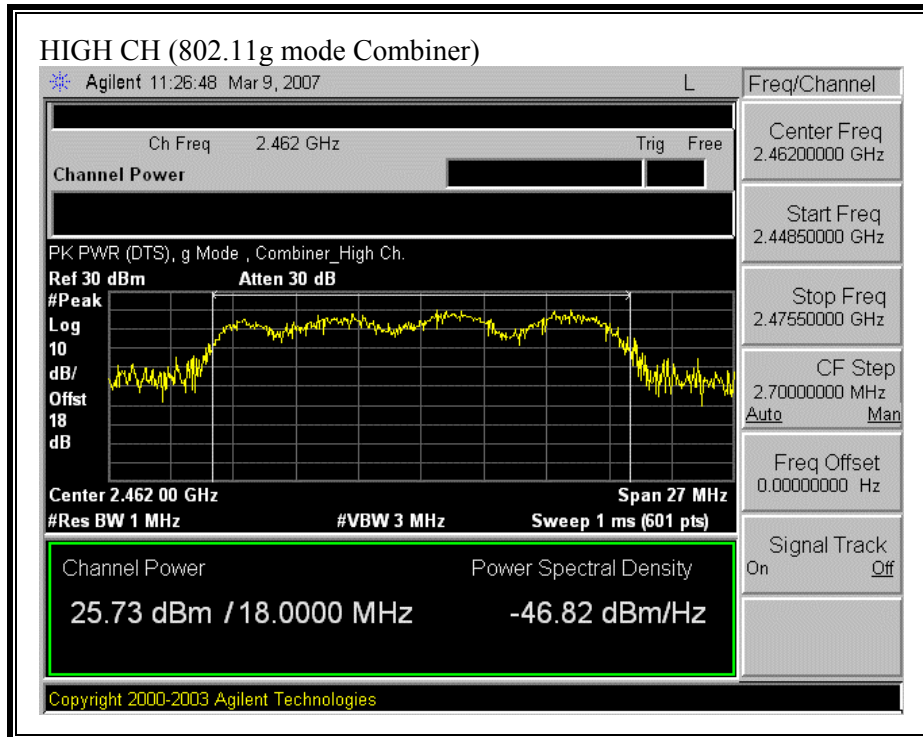 HIGH CH (802.11g mode Combiner)
Agilent 11:26:48 Mar 9, 2007 L
Freq/Channel
Ch Freq 2.462 GHz Trig Free
Channel Power
Center Freq
2.46200000 GHz
Start Freq
2.44850000 GHz
Stop Freq
2.47550000 GHz
CF Step
2.70000000 MHz
Auto Man
Freq Offset
0.00000000 Hz
Signal Track
On Off
PK PWR (DTS), g Mode , Combiner_High Ch.
Ref 30 dBm Atten 30 dB
#Peak
Log
10
dB/
Offst
18
dB
Center 2.462 00 GHz Span 27 MHz
#Res BW 1 MHz #VBW 3 MHz Sweep 1 ms (601 pts)
Channel Power Power Spectral Density
25.73 dBm / 18.0000 MHz -46.82 dBm/Hz
Copyright 2000-2003 Agilent Technologies